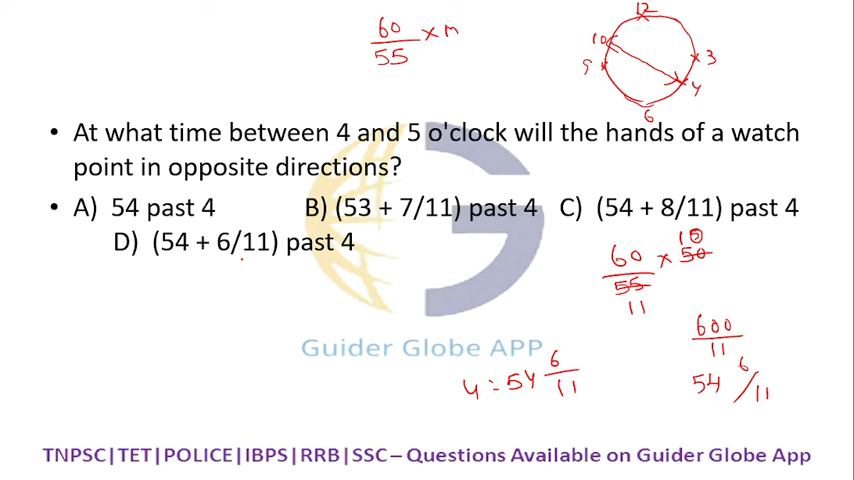 60/55 × m
12
10
9
3
4
6
• At what time between 4 and 5 o'clock will the hands of a watch
point in opposite directions?
• A) 54 past 4 B) (53 + 7/11) past 4 C) (54 + 8/11) past 4
D) (54 + 6/11) past 4
60/55 × 50
10
11
600/11
4 : 54 6/11
54 6/11
Guider Globe APP
TNPSC|TET|POLICE|IBPS|RRB|SSC – Questions Available on Guider Globe App